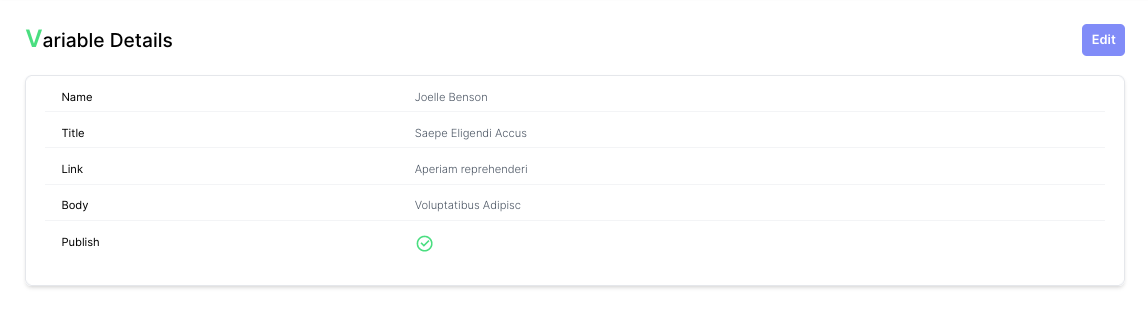 Variable Details
Edit
Name Joelle Benson
Title Saepe Eligendi Accus
Link Aperiam reprehenderi
Body Voluptatibus Adipisc
Publish